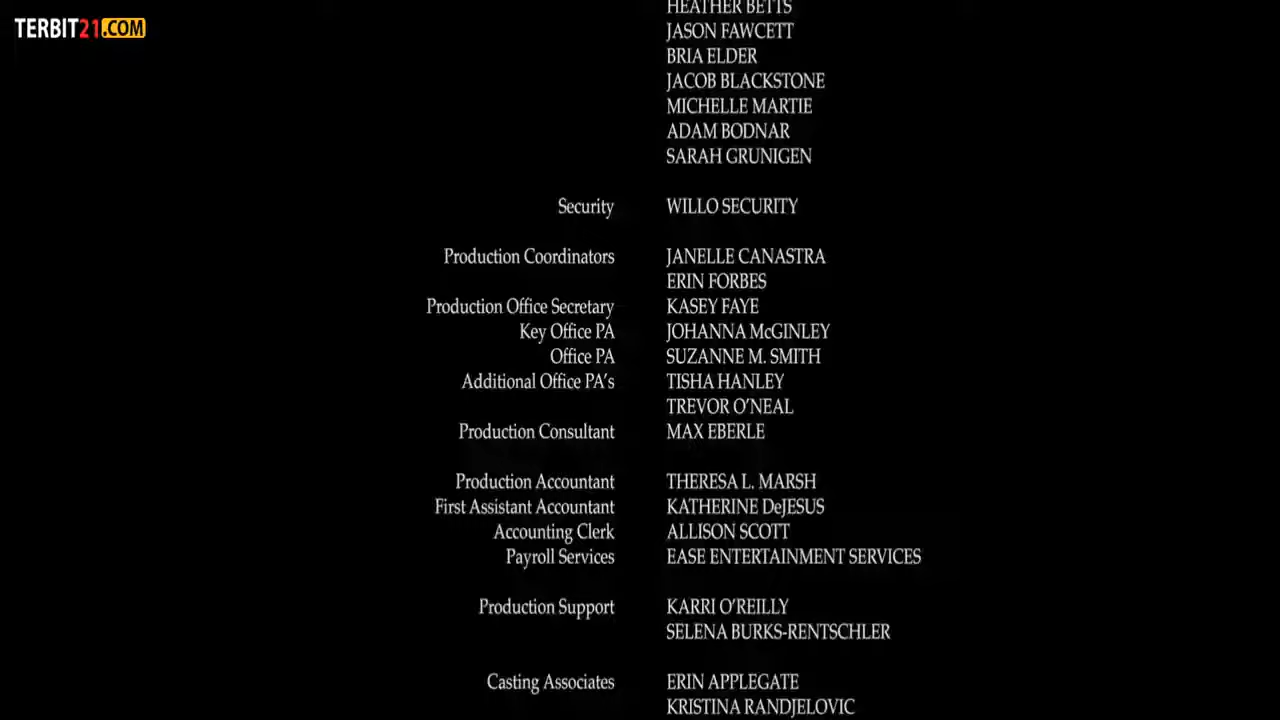 TERBIT21.COM
HEATHER BETTS
JASON FAWCETT
BRIA ELDER
JACOB BLACKSTONE
MICHELLE MARTIE
ADAM BODNAR
SARAH GRUNIGEN
Security WILLO SECURITY
Production Coordinators JANELLE CANASTRA
ERIN FORBES
Production Office Secretary KASEY FAYE
Key Office PA JOHANNA McGINLEY
Office PA SUZANNE M. SMITH
Additional Office PA's TISHA HANLEY
TREVOR O'NEAL
Production Consultant MAX EBERLE
Production Accountant THERESA L. MARSH
First Assistant Accountant KATHERINE DeJESUS
Accounting Clerk ALLISON SCOTT
Payroll Services EASE ENTERTAINMENT SERVICES
Production Support KARRI O'REILLY
SELENA BURKS-RENTSCHLER
Casting Associates ERIN APPLEGATE
KRISTINA RANDJELOVIC